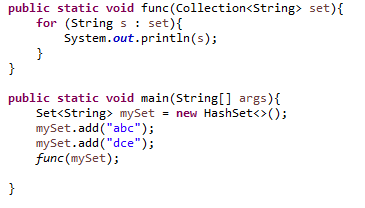 public static void func(Collection<String> set){
    for (String s : set){
        System.out.println(s);
    }
}
public static void main(String[] args){
    Set<String> mySet = new HashSet<>();
    mySet.add("abc");
    mySet.add("dce");
    func(mySet);
}